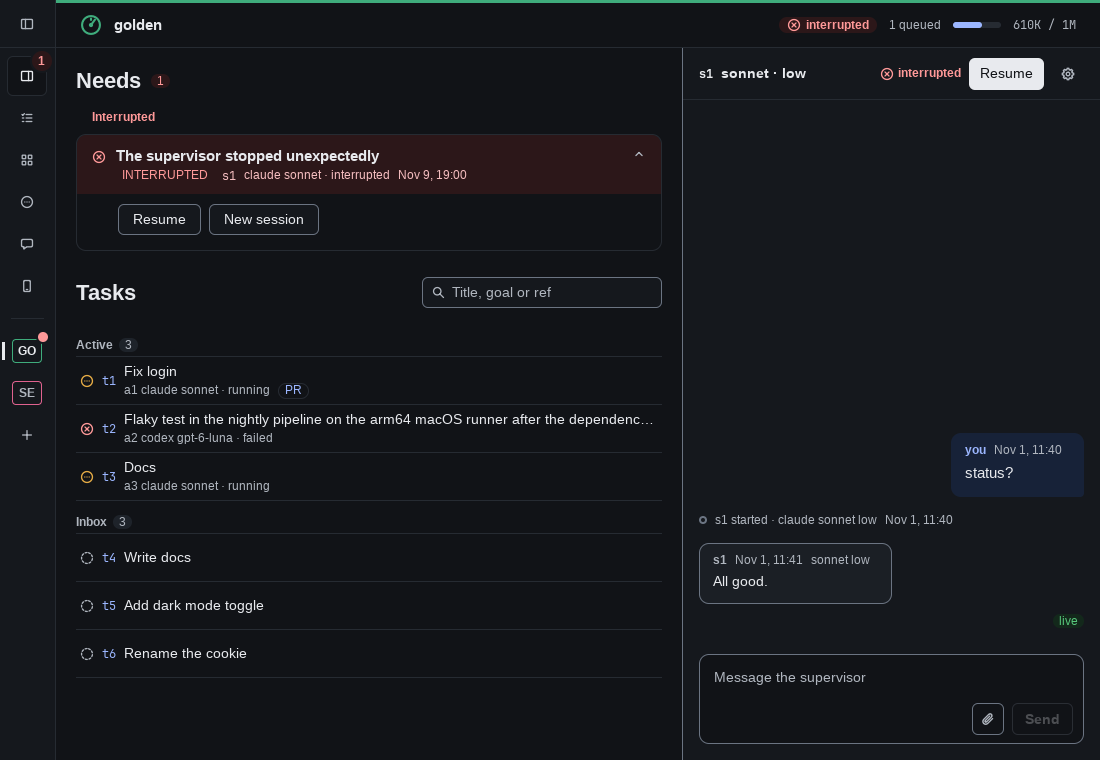 golden
interrupted
1 queued
610K / 1M
1
GO
SE
Needs 1
Interrupted
The supervisor stopped unexpectedly
INTERRUPTED s1 claude sonnet · interrupted Nov 9, 19:00
Resume
New session
Tasks
Title, goal or ref
Active 3
t1 Fix login
a1 claude sonnet · running PR
t2 Flaky test in the nightly pipeline on the arm64 macOS runner after the dependenc…
a2 codex gpt-6-luna · failed
t3 Docs
a3 claude sonnet · running
Inbox 3
t4 Write docs
t5 Add dark mode toggle
t6 Rename the cookie
s1 sonnet · low
interrupted
Resume
you Nov 1, 11:40
status?
s1 started · claude sonnet low Nov 1, 11:40
s1 Nov 1, 11:41 sonnet low
All good.
live
Message the supervisor
Send